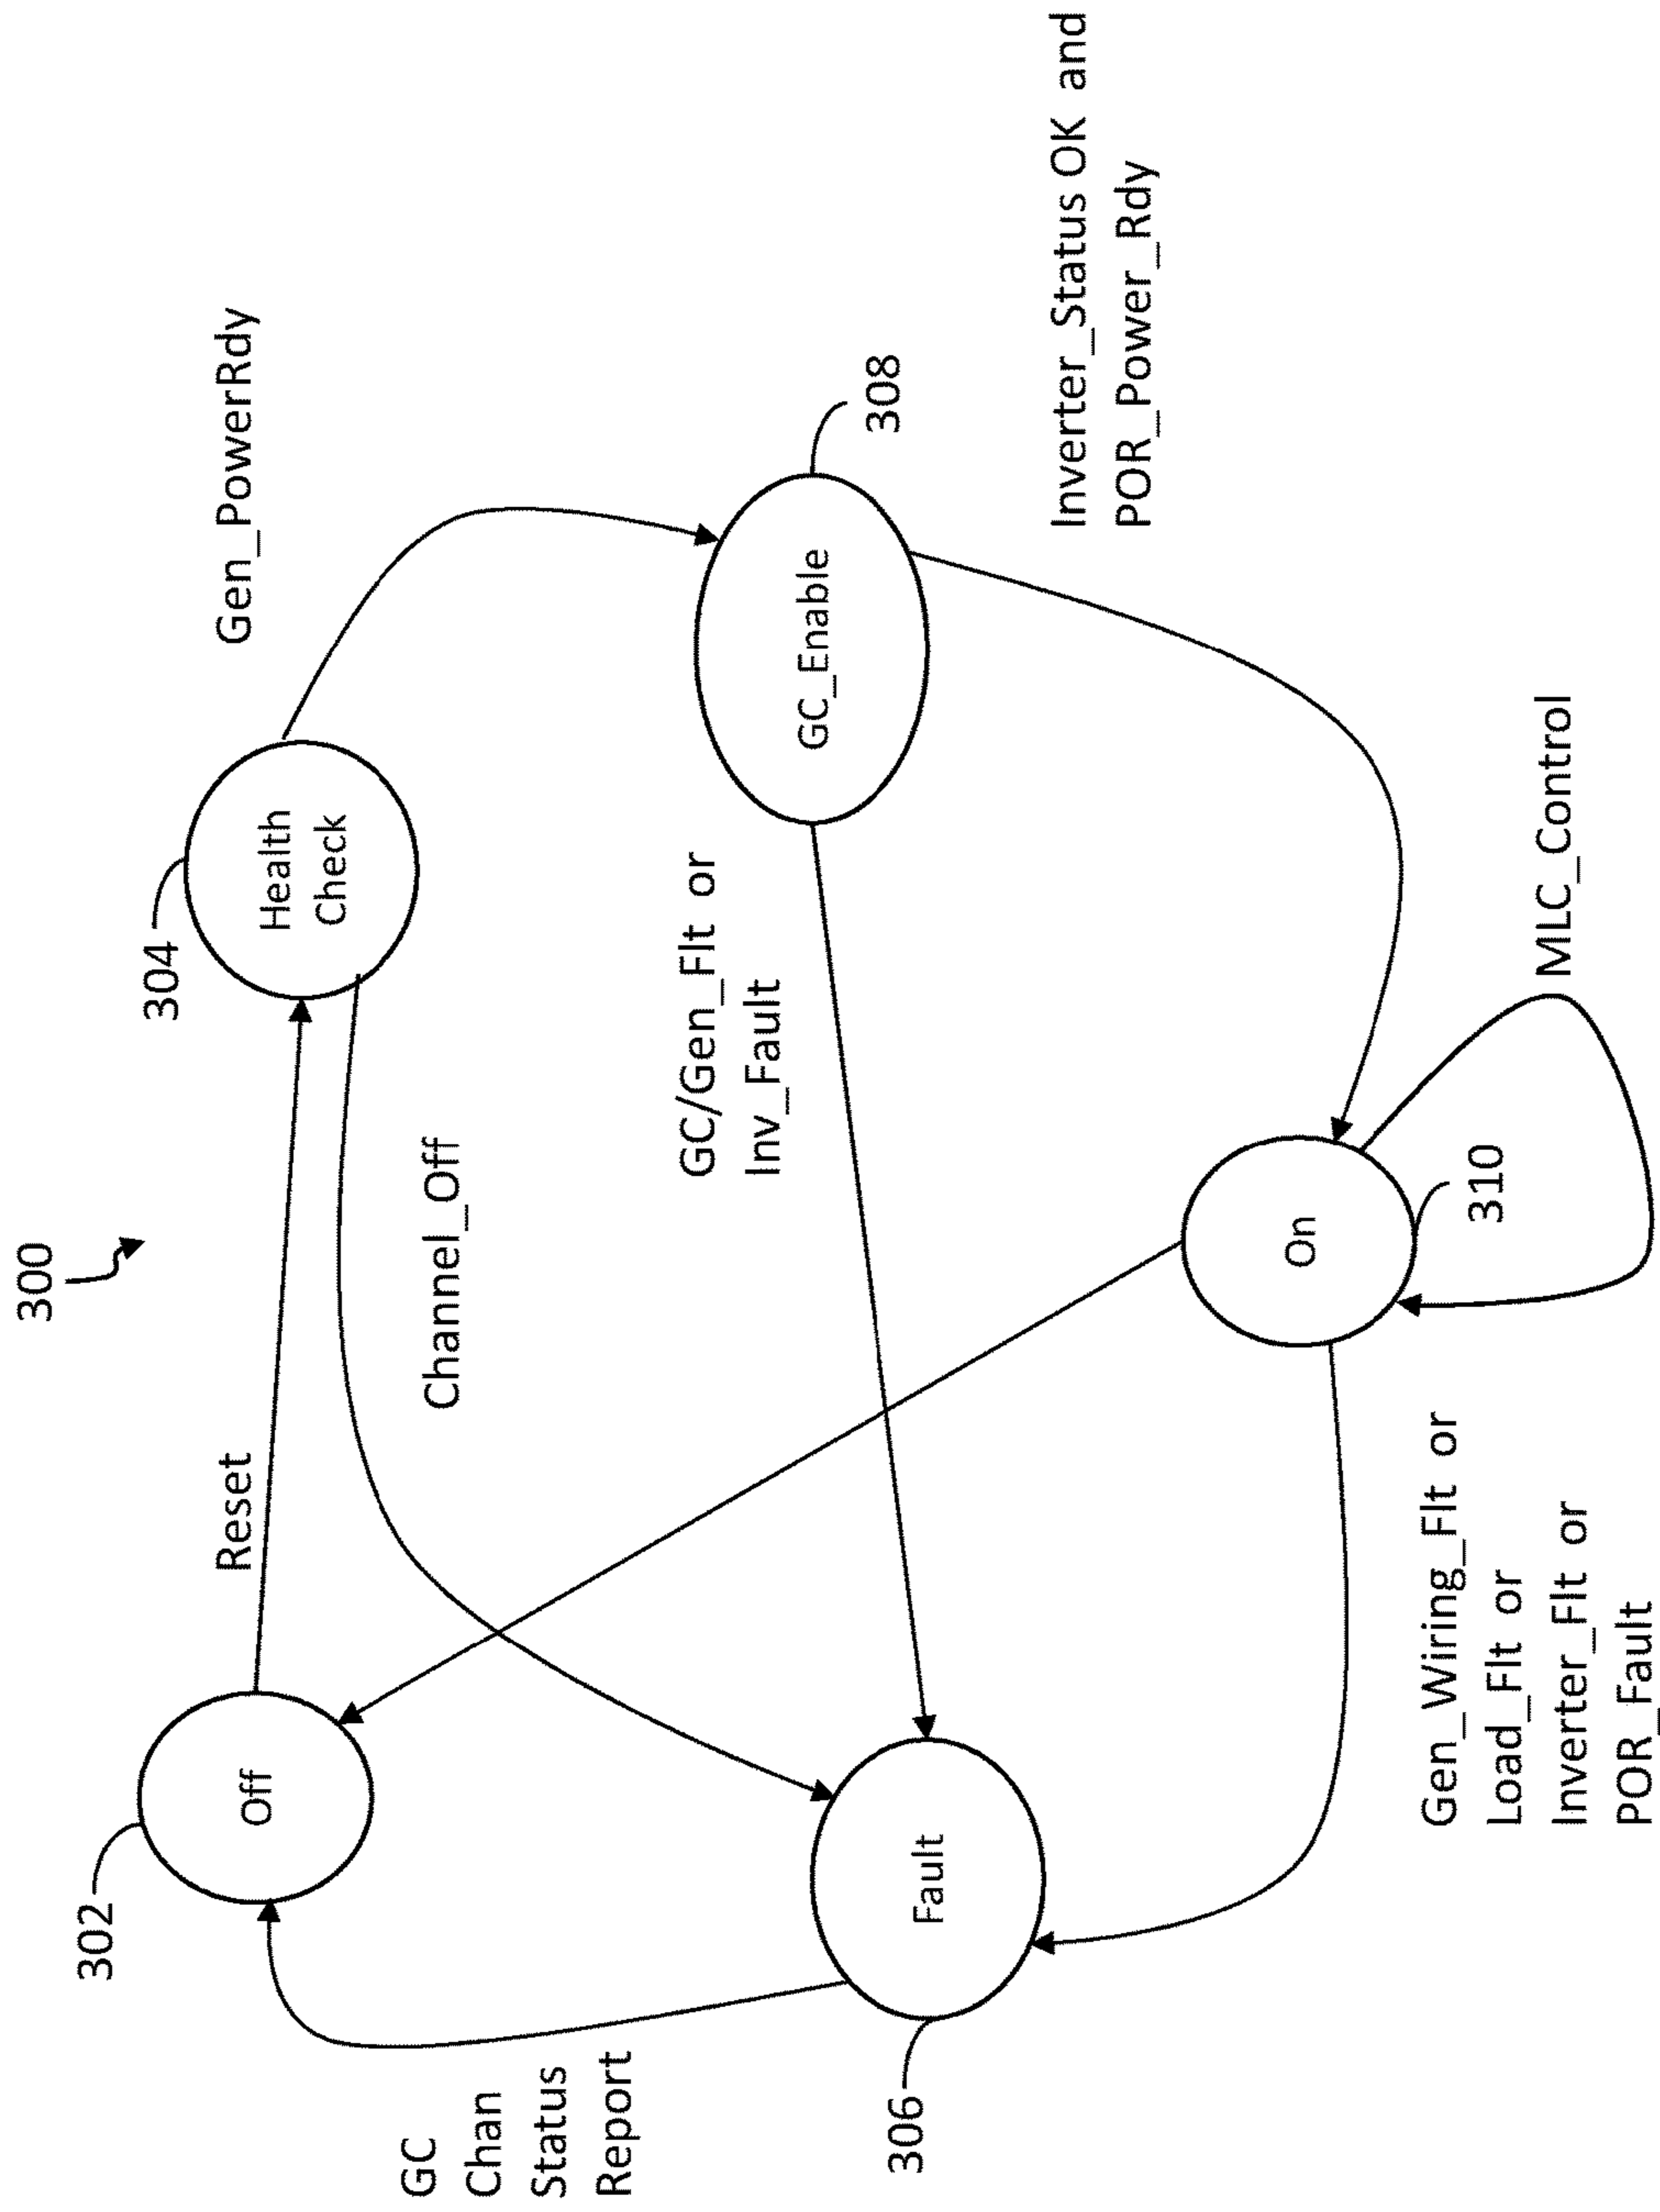 300
302
Off
Reset
304
Health
Check
Gen_PowerRdy
Channel_Off
GC
Chan
Status
Report
306
Fault
GC/Gen_Flt or
Inv_Fault
GC_Enable
308
Inverter_Status OK and
POR_Power_Rdy
On
310
MLC_Control
Gen_Wiring_Flt or
Load_Flt or
Inverter_Flt or
POR_Fault